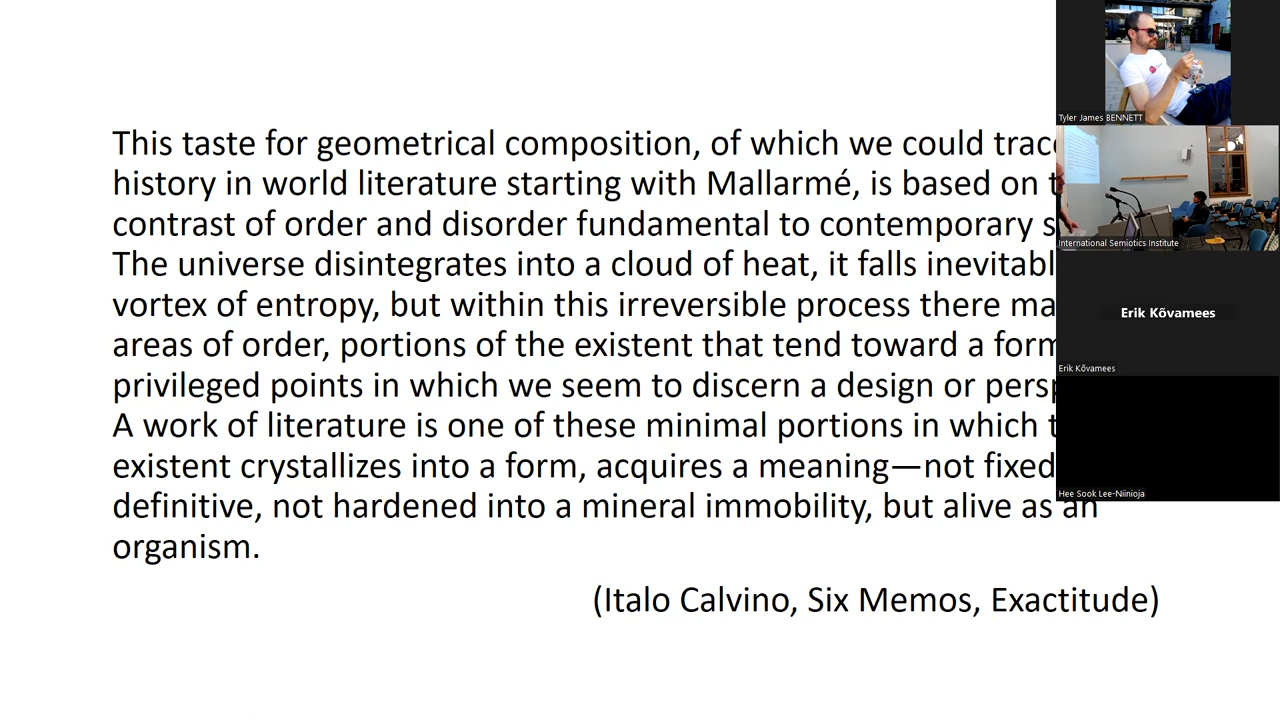 This taste for geometrical composition, of which we could trace
history in world literature starting with Mallarmé, is based on
contrast of order and disorder fundamental to contemporary
The universe disintegrates into a cloud of heat, it falls
vortex of entropy, but within this irreversible process there
areas of order, portions of the existent that tend toward a form
privileged points in which we seem to discern a design or
A work of literature is one of these minimal portions in which
existent crystallizes into a form, acquires a meaning—not fixed
definitive, not hardened into a mineral immobility, but alive as an
organism.
(Italo Calvino, Six Memos, Exactitude)
Tyler James BENNETT
International Semiotics Institute
Erik Kõvamees
Erik Kõvamees
Hee Sook Lee-Niinioja